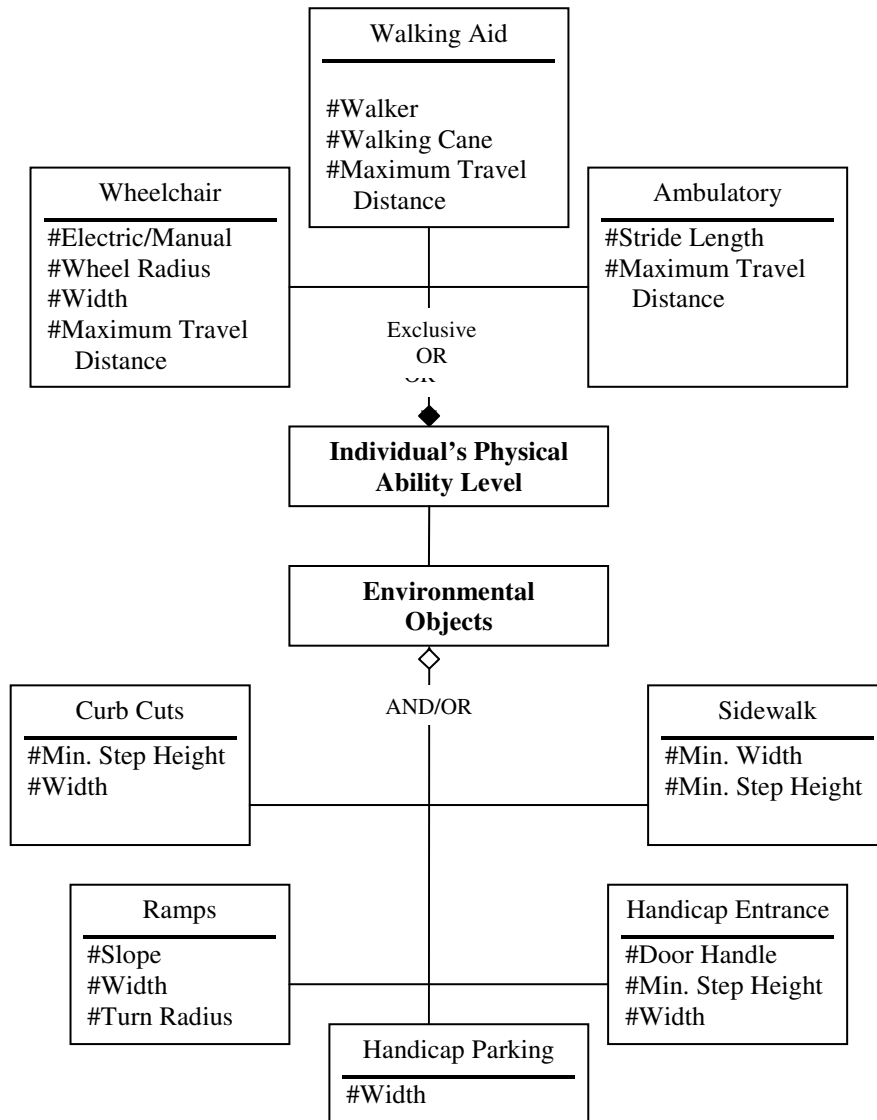 Walking Aid
#Walker
#Walking Cane
#Maximum Travel
Distance
Wheelchair
#Electric/Manual
#Wheel Radius
#Width
#Maximum Travel
Distance
Ambulatory
#Stride Length
#Maximum Travel
Distance
Exclusive
OR
OR
Individual's Physical
Ability Level
Environmental
Objects
AND/OR
Curb Cuts
#Min. Step Height
#Width
Sidewalk
#Min. Width
#Min. Step Height
Ramps
#Slope
#Width
#Turn Radius
Handicap Entrance
#Door Handle
#Min. Step Height
#Width
Handicap Parking
#Width